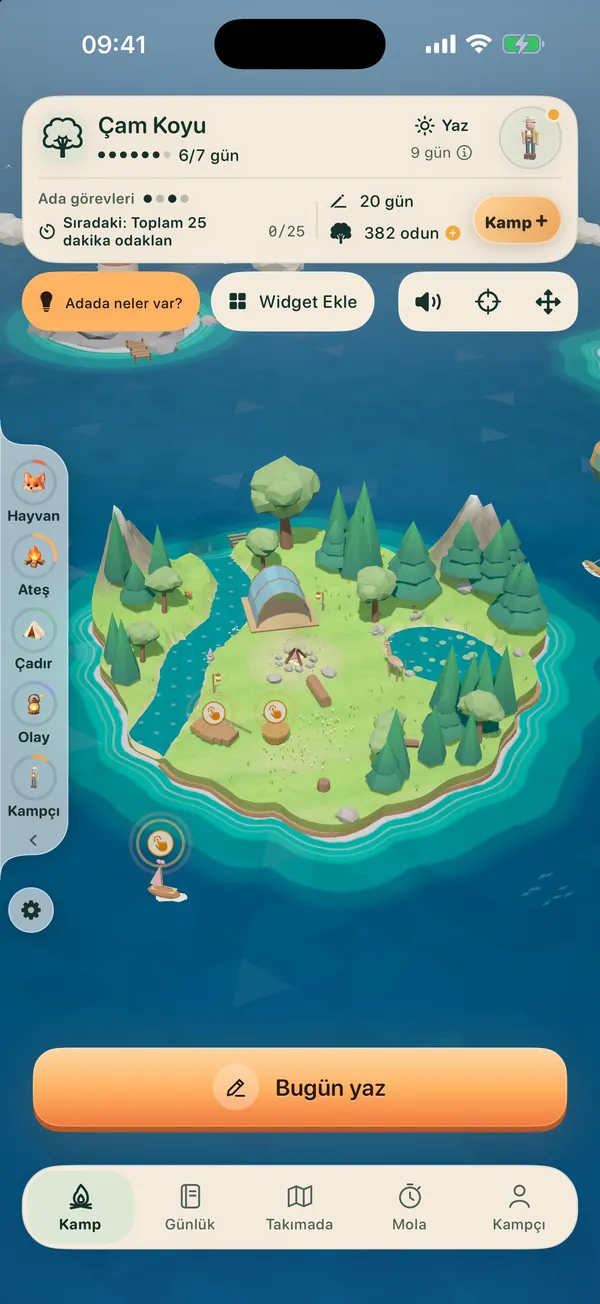 09:41
Çam Koyu
6/7 gün
Yaz
9 gün
Ada görevleri
Sıradaki: Toplam 25
dakika odaklan
0/25
20 gün
382 odun
Kamp+
Adada neler var?
Widget Ekle
Hayvan
Ateş
Çadır
Olay
Kampçı
Bugün yaz
Kamp
Günlük
Takımada
Mola
Kampçı